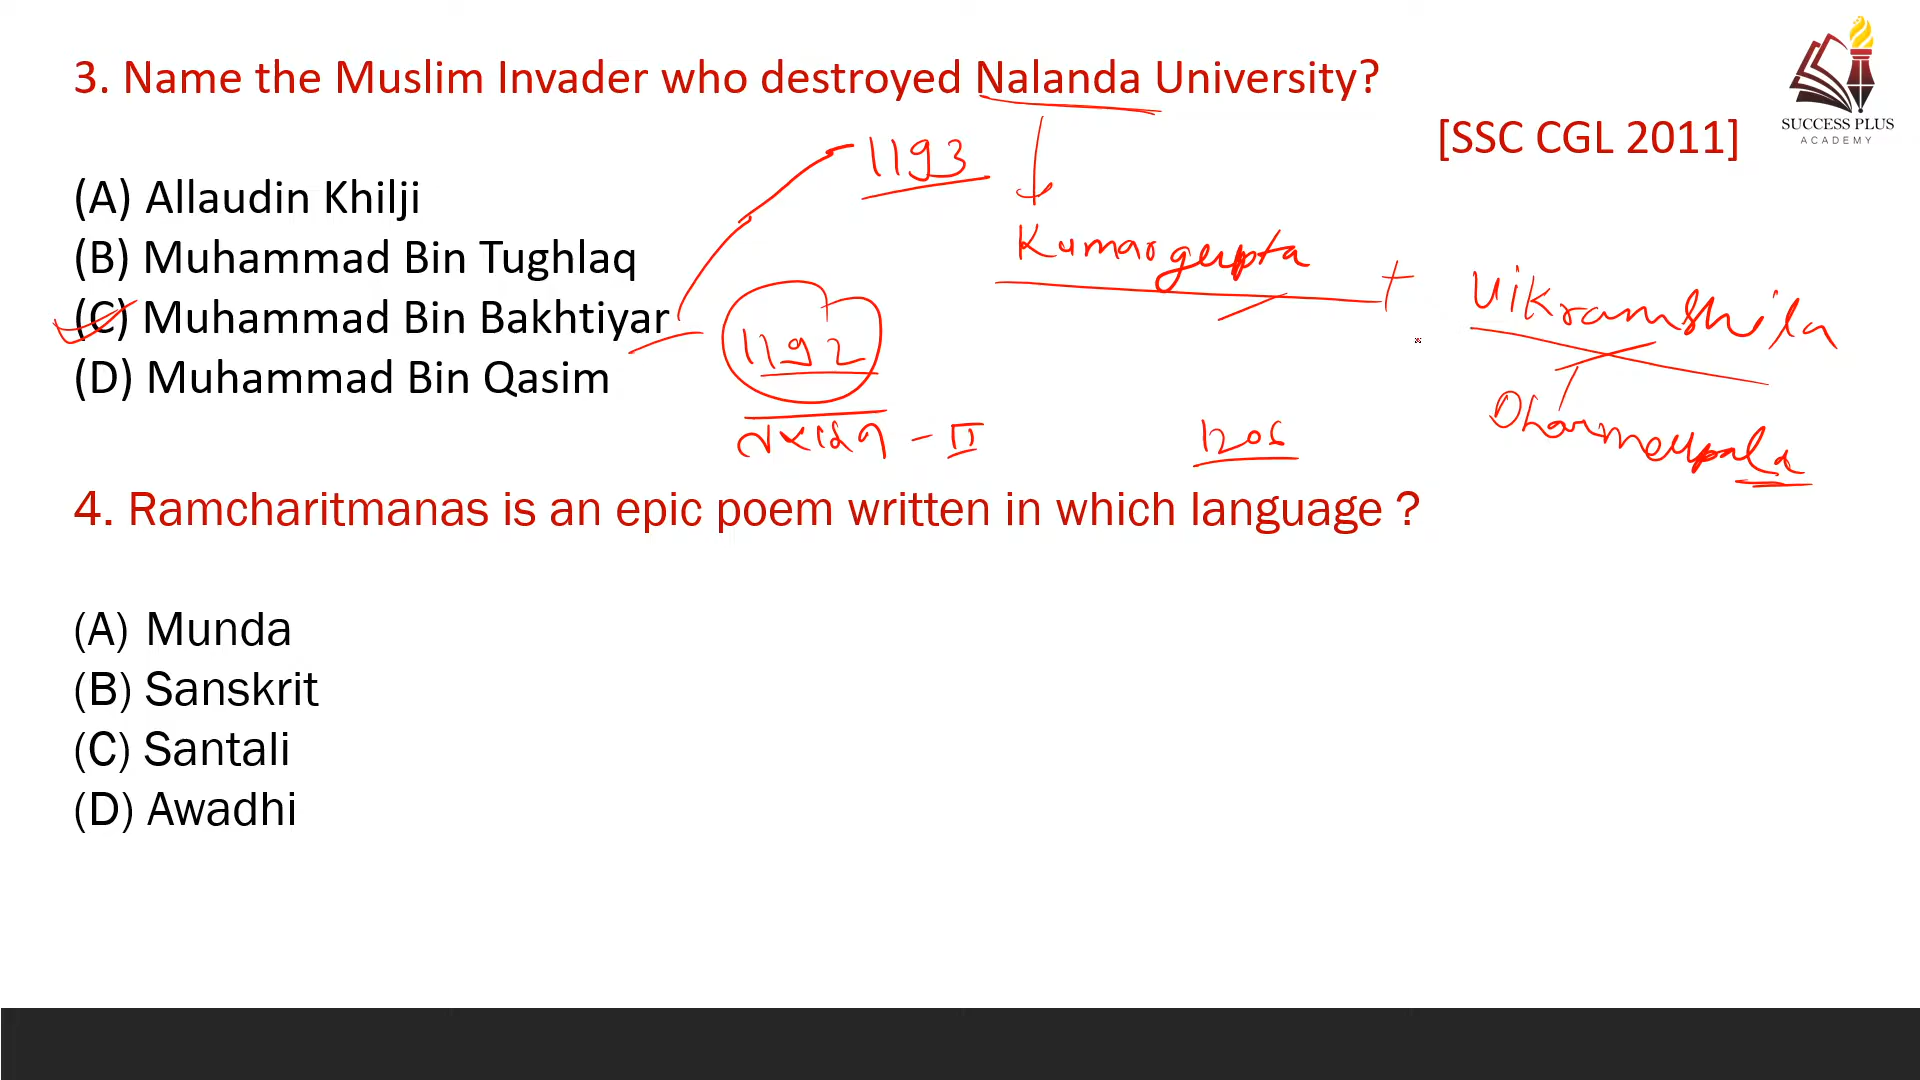 3. Name the Muslim Invader who destroyed Nalanda University?
[SSC CGL 2011]
SUCCESS PLUS
ACADEMY
1193
(A) Allaudin Khilji
(B) Muhammad Bin Tughlaq
Kumargupta
+ Vikramshila
(C) Muhammad Bin Bakhtiyar
1192
(D) Muhammad Bin Qasim
Dharmapala
- II
1206
4. Ramcharitmanas is an epic poem written in which language ?
(A) Munda
(B) Sanskrit
(C) Santali
(D) Awadhi